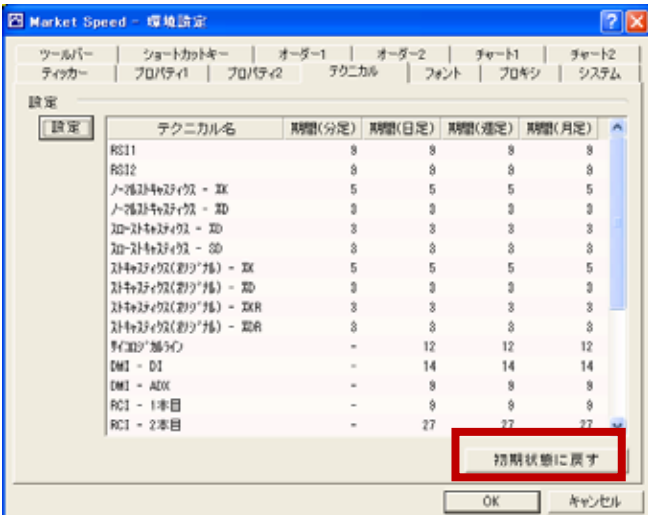 Market Speed - 環境設定
ツールバー ショートカットキー オーダー1 オーダー2 チャート1 チャート2
ティッカー プロパティ1 プロパティ2 テクニカル フォント プロキシ システム
設定
設定
テクニカル名 期間(分足) 期間(日足) 期間(週足) 期間(月足)
RSI1 9 9 9 9
RSI2 9 9 9 9
ノーマルストキャスティクス - %K 5 5 5 5
ノーマルストキャスティクス - %D 3 3 3 3
スローストキャスティクス - %D 3 3 3 3
スローストキャスティクス - SD 3 3 3 3
ストキャスティクス(オリジナル) - %K 5 5 5 5
ストキャスティクス(オリジナル) - %D 3 3 3 3
ストキャスティクス(オリジナル) - %KR 3 3 3 3
ストキャスティクス(オリジナル) - %DR 3 3 3 3
サイコロジカルライン - 12 12 12
DMI - DI - 14 14 14
DMI - ADX - 9 9 9
RCI - 1本目 - 9 9 9
RCI - 2本目 - 27 27 27
初期状態に戻す
OK キャンセル